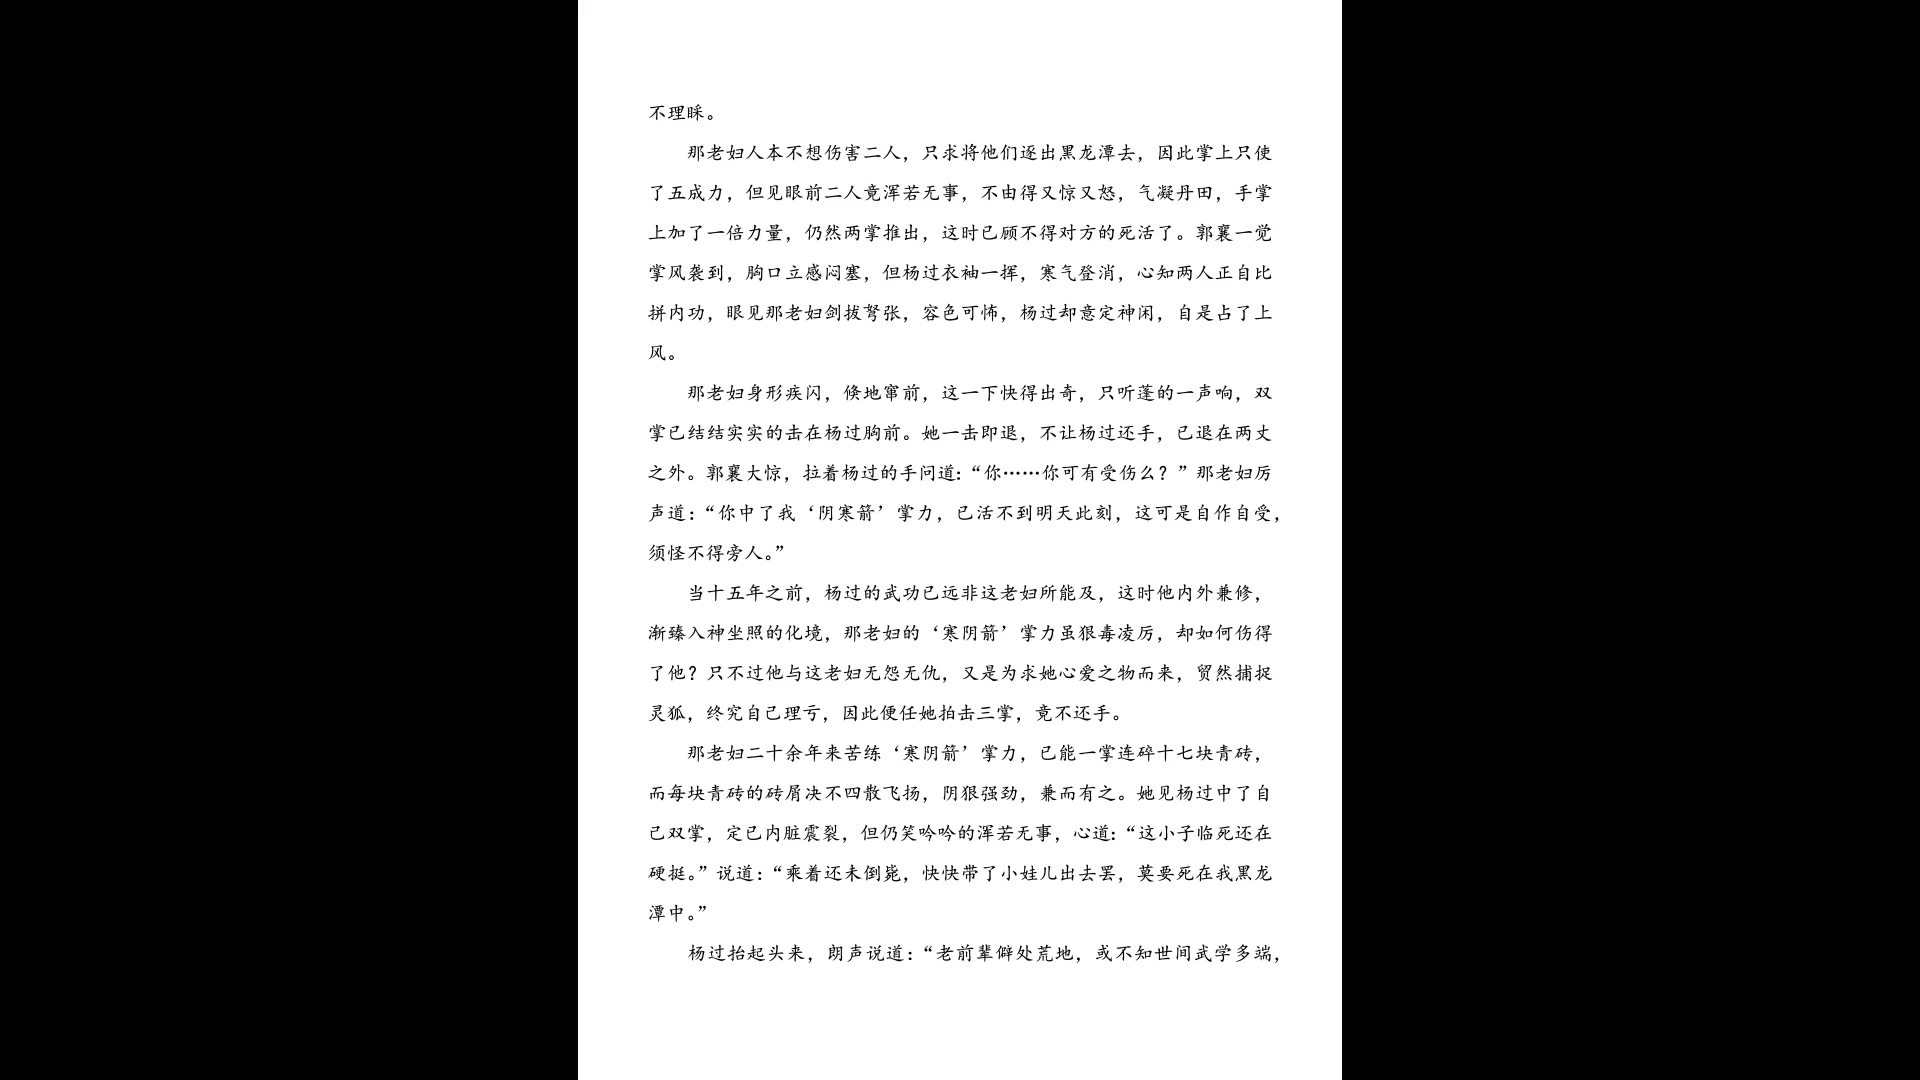 不理睬。
那老妇人本不想伤害二人，只求将他们逐出黑龙潭去，因此掌上只使
了五成力，但见眼前二人竟浑若无事，不由得又惊又怒，气凝丹田，手掌
上加了一倍力量，仍然两掌推出，这时已顾不得对方的死活了。郭襄一觉
掌风袭到，胸口立感闷塞，但杨过衣袖一挥，寒气登消，心知两人正自比
拼内功，眼见那老妇剑拔弩张，容色可怖，杨过却意定神闲，自是占了上
风。
那老妇身形疾闪，倏地窜前，这一下快得出奇，只听蓬的一声响，双
掌已结结实实的击在杨过胸前。她一击即退，不让杨过还手，已退在两丈
之外。郭襄大惊，拉着杨过的手问道：“你……你可有受伤么？”那老妇厉
声道：“你中了我‘阴寒箭’掌力，已活不到明天此刻，这可是自作自受，
须怪不得旁人。”
当十五年之前，杨过的武功已远非这老妇所能及，这时他内外兼修，
渐臻入神坐照的化境，那老妇的‘寒阴箭’掌力虽狠毒凌厉，却如何伤得
了他？只不过他与这老妇无怨无仇，又是为求她心爱之物而来，贸然捕捉
灵狐，终究自己理亏，因此便任她拍击三掌，竟不还手。
那老妇二十余年来苦练‘寒阴箭’掌力，已能一掌连碎十七块青砖，
而每块青砖的砖屑决不四散飞扬，阴狠强劲，兼而有之。她见杨过中了自
己双掌，定已内脏震裂，但仍笑吟吟的浑若无事，心道：“这小子临死还在
硬挺。”说道：“乘着还未倒毙，快快带了小娃儿出去罢，莫要死在我黑龙
潭中。”
杨过抬起头来，朗声说道：“老前辈僻处荒地，或不知世间武学多端，